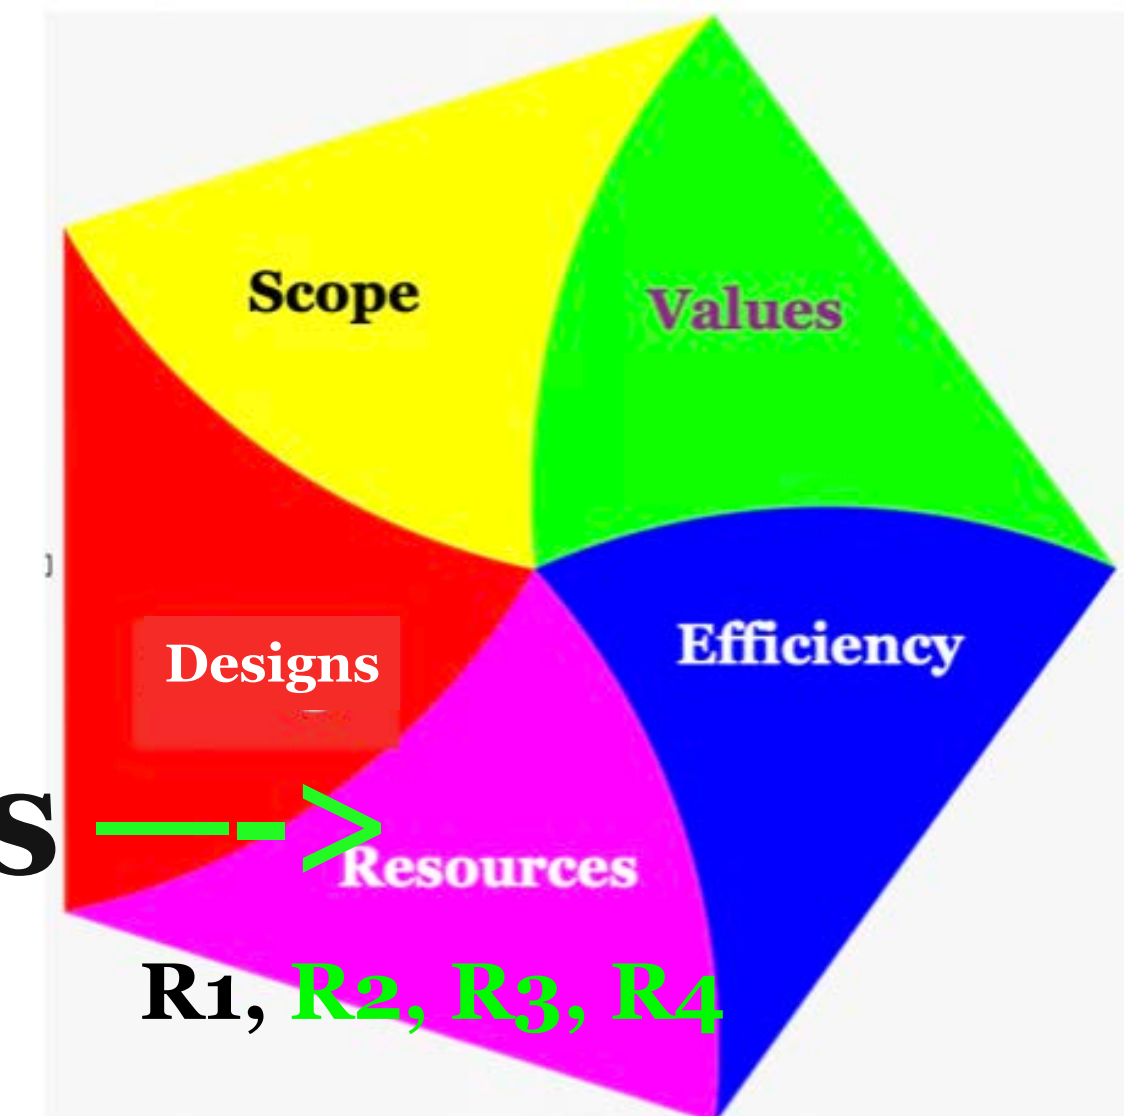 Scope
Values
Designs
Efficiency
s -->
Resources
R1, R2, R3, R4